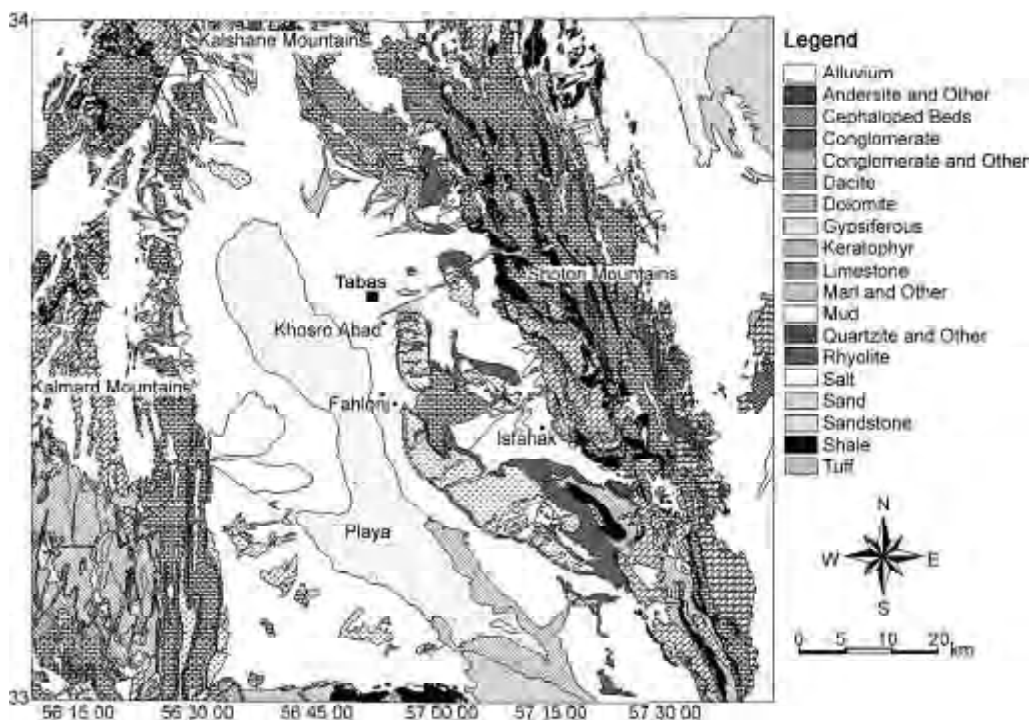 34
Kalshane Mountains
Tabas
Shoton Mountains
Khosro Abad
Kalmard Mountains
Fahlonj
Isfahak
Playa
33
56 15 00
56 30 00
56 45 00
57 00 00
57 15 00
57 30 00
Legend
Alluvium
Andersite and Other
Cephaloped Beds
Conglomerate
Conglomerate and Other
Dacite
Dolomite
Gypsiferous
Keratophyr
Limestone
Marl and Other
Mud
Quartzite and Other
Rhyolite
Salt
Sand
Sandstone
Shale
Tuff
N
W E
S
0 5 10 20
km